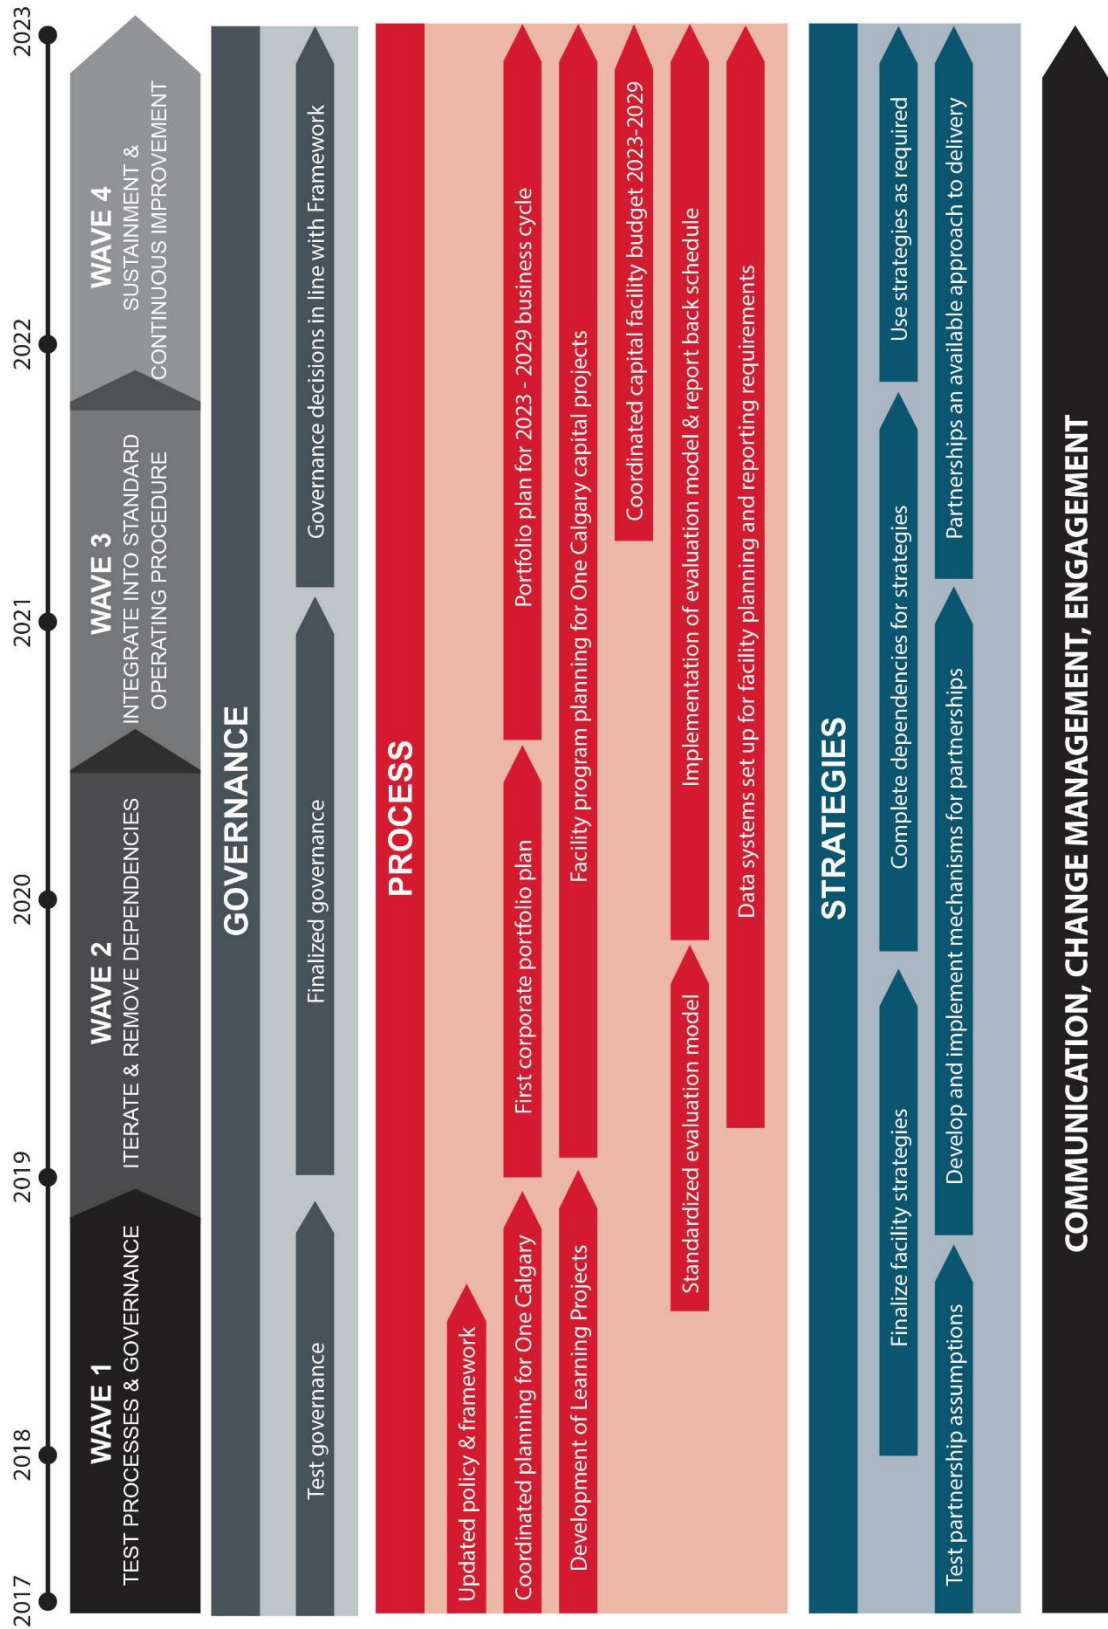 2017
2018
2019
2020
2021
2022
2023
WAVE 1
TEST PROCESSES & GOVERNANCE
WAVE 2
ITERATE & REMOVE DEPENDENCIES
WAVE 3
INTEGRATE INTO STANDARD
OPERATING PROCEDURE
WAVE 4
SUSTAINMENT &
CONTINUOUS IMPROVEMENT
GOVERNANCE
Test governance
Finalized governance
Governance decisions in line with Framework
PROCESS
Updated policy & framework
Coordinated planning for One Calgary
First corporate portfolio plan
Portfolio plan for 2023 - 2029 business cycle
Development of Learning Projects
Facility program planning for One Calgary capital projects
Coordinated capital facility budget 2023-2029
Standardized evaluation model
Implementation of evaluation model & report back schedule
Data systems set up for facility planning and reporting requirements
STRATEGIES
Finalize facility strategies
Complete dependencies for strategies
Use strategies as required
Test partnership assumptions
Develop and implement mechanisms for partnerships
Partnerships an available approach to delivery
COMMUNICATION, CHANGE MANAGEMENT, ENGAGEMENT